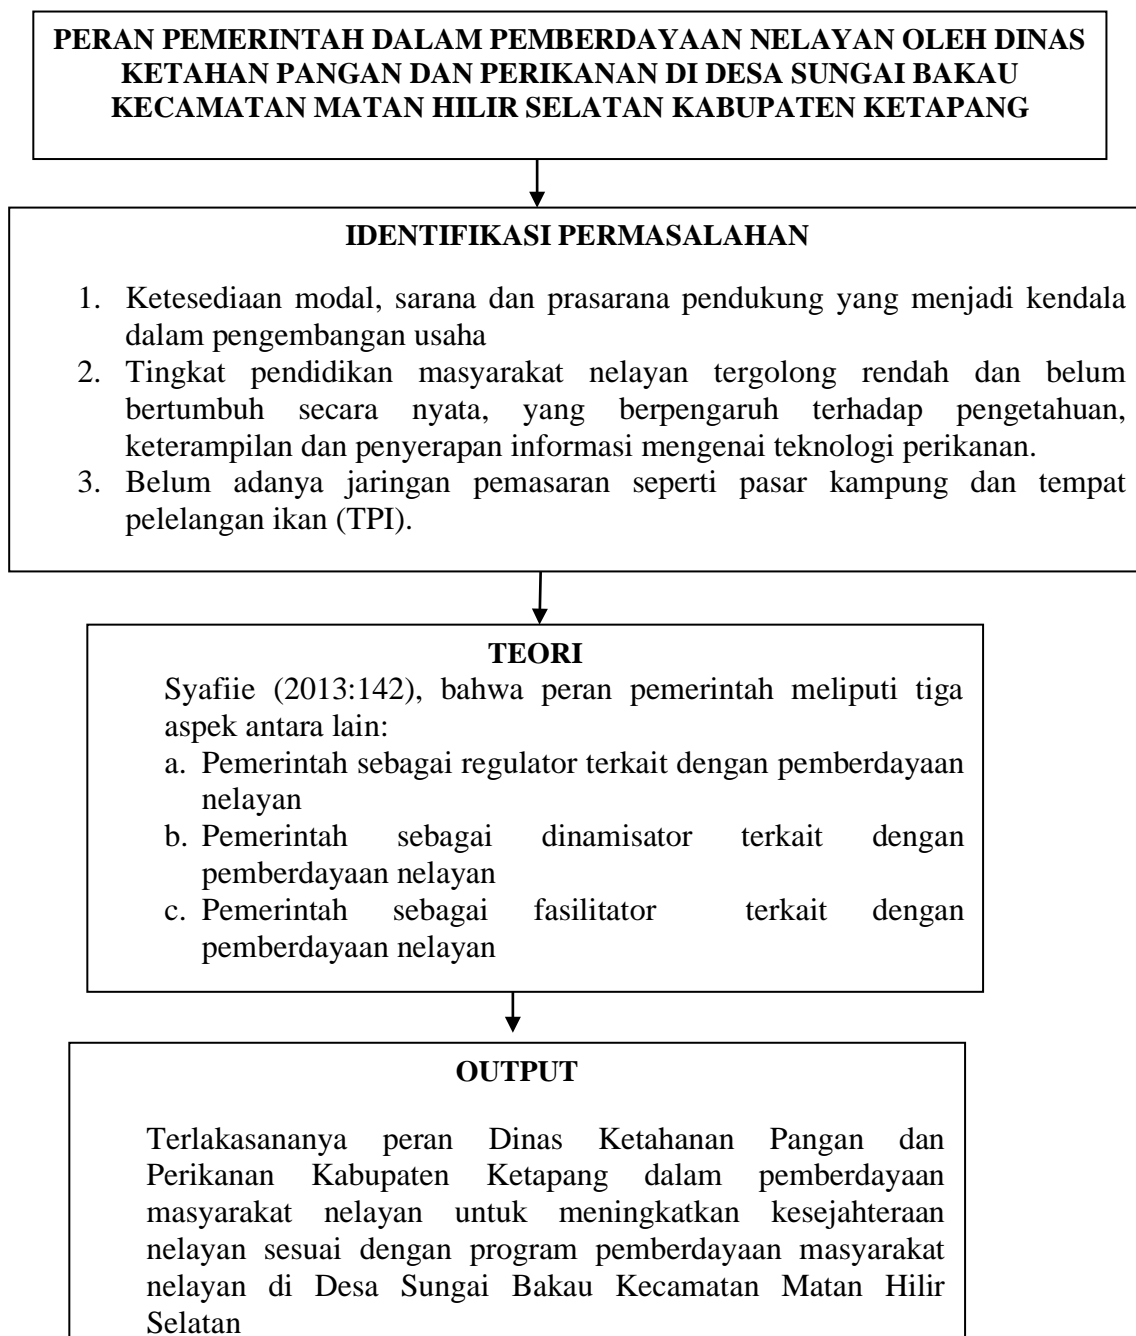 PERAN PEMERINTAH DALAM PEMBERDAYAAN NELAYAN OLEH DINAS
KETAHAN PANGAN DAN PERIKANAN DI DESA SUNGAI BAKAU
KECAMATAN MATAN HILIR SELATAN KABUPATEN KETAPANG
IDENTIFIKASI PERMASALAHAN
1. Ketesediaan modal, sarana dan prasarana pendukung yang menjadi kendala
dalam pengembangan usaha
2. Tingkat pendidikan masyarakat nelayan tergolong rendah dan belum
bertumbuh secara nyata, yang berpengaruh terhadap pengetahuan,
keterampilan dan penyerapan informasi mengenai teknologi perikanan.
3. Belum adanya jaringan pemasaran seperti pasar kampung dan tempat
pelelangan ikan (TPI).
TEORI
Syafiie (2013:142), bahwa peran pemerintah meliputi tiga
aspek antara lain:
a. Pemerintah sebagai regulator terkait dengan pemberdayaan
nelayan
b. Pemerintah sebagai dinamisator terkait dengan
pemberdayaan nelayan
c. Pemerintah sebagai fasilitator terkait dengan
pemberdayaan nelayan
OUTPUT
Terlakasananya peran Dinas Ketahanan Pangan dan
Perikanan Kabupaten Ketapang dalam pemberdayaan
masyarakat nelayan untuk meningkatkan kesejahteraan
nelayan sesuai dengan program pemberdayaan masyarakat
nelayan di Desa Sungai Bakau Kecamatan Matan Hilir
Selatan